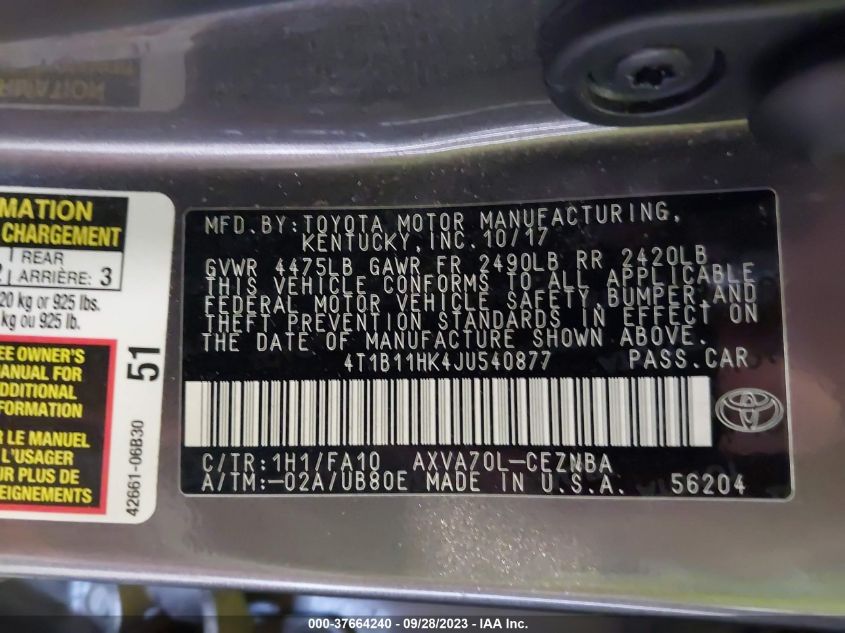 RMATION
MATION
CHARGEMENT
REAR
ARRIÈRE: 3
20 kg or 925 lbs.
kg ou 925 lb.
EE OWNER'S
MANUAL FOR
ADDITIONAL
NFORMATION
R LE MANUEL
L'USAGER
PLUS DE
SEIGNEMENTS
51
42661-06B30
MFD.BY:TOYOTA MOTOR MANUFACTURING,
KENTUCKY,INC.10/17
GVWR 4475LB GAWR FR 2490LB RR 2420LB
THIS VEHICLE CONFORMS TO ALL APPLICABLE
FEDERAL MOTOR VEHICLE SAFETY,BUMPER,AND
THEFT PREVENTION STANDARDS IN EFFECT ON
THE DATE OF MANUFACTURE SHOWN ABOVE.
4T1B11HK4JU540877 PASS.CAR
C/TR:1H1/FA10 AXVA70L-CEZNBA
A/TM:-02A/UB80E MADE IN U.S.A. 56204
000-37664240 - 09/28/2023 - IAA Inc.